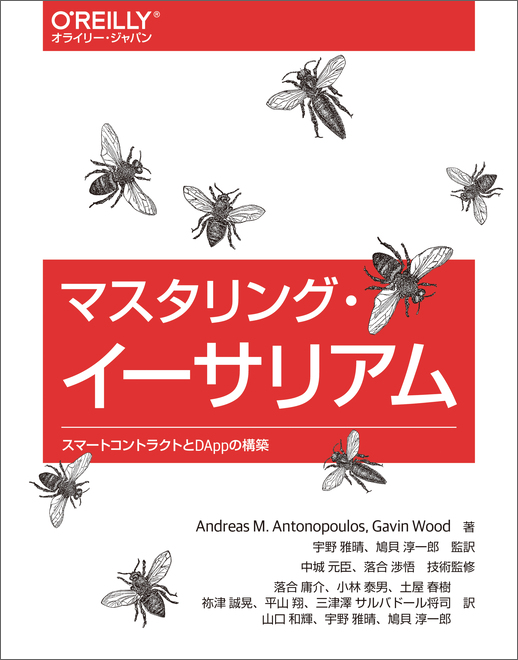 O'REILLY®
オライリー・ジャパン
マスタリング・
イーサリアム
スマートコントラクトとDAppの構築
Andreas M. Antonopoulos, Gavin Wood 著
宇野 雅晴、鳩貝 淳一郎 監訳
中城 元臣、落合 渉悟 技術監修
落合 庸介、小林 泰男、土屋 春樹
祢津 誠晃、平山 翔、三津澤 サルバドール将司 訳
山口 和輝、宇野 雅晴、鳩貝 淳一郎